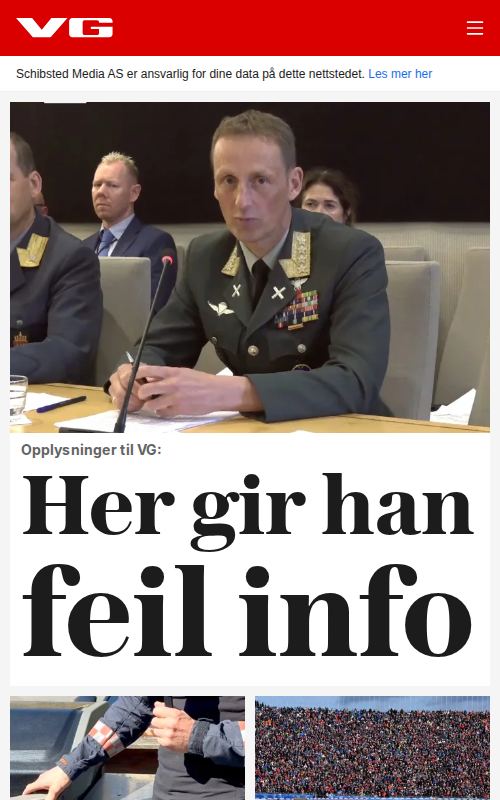 VG
Schibsted Media AS er ansvarlig for dine data på dette nettstedet. Les mer her
Opplysninger til VG:
Her gir han
feil info